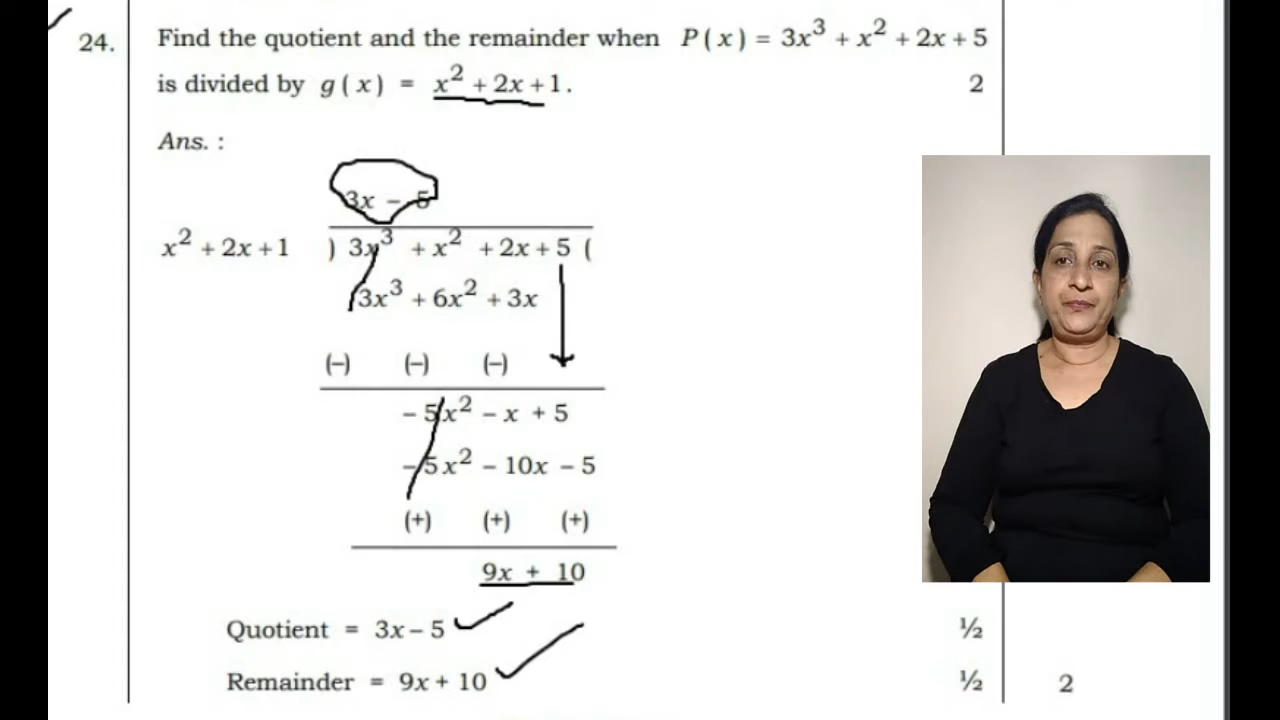 24. Find the quotient and the remainder when P ( x ) = 3x³ + x² + 2x + 5
is divided by g ( x ) = x² + 2x + 1. 2
Ans. :
3x – 5
x² + 2x + 1 ) 3x³ + x² + 2x + 5 (
3x³ + 6x² + 3x
(–) (–) (–)
– 5x² – x + 5
– 5x² – 10x – 5
(+) (+) (+)
9x + 10
Quotient = 3x – 5 ½
Remainder = 9x + 10 ½ 2